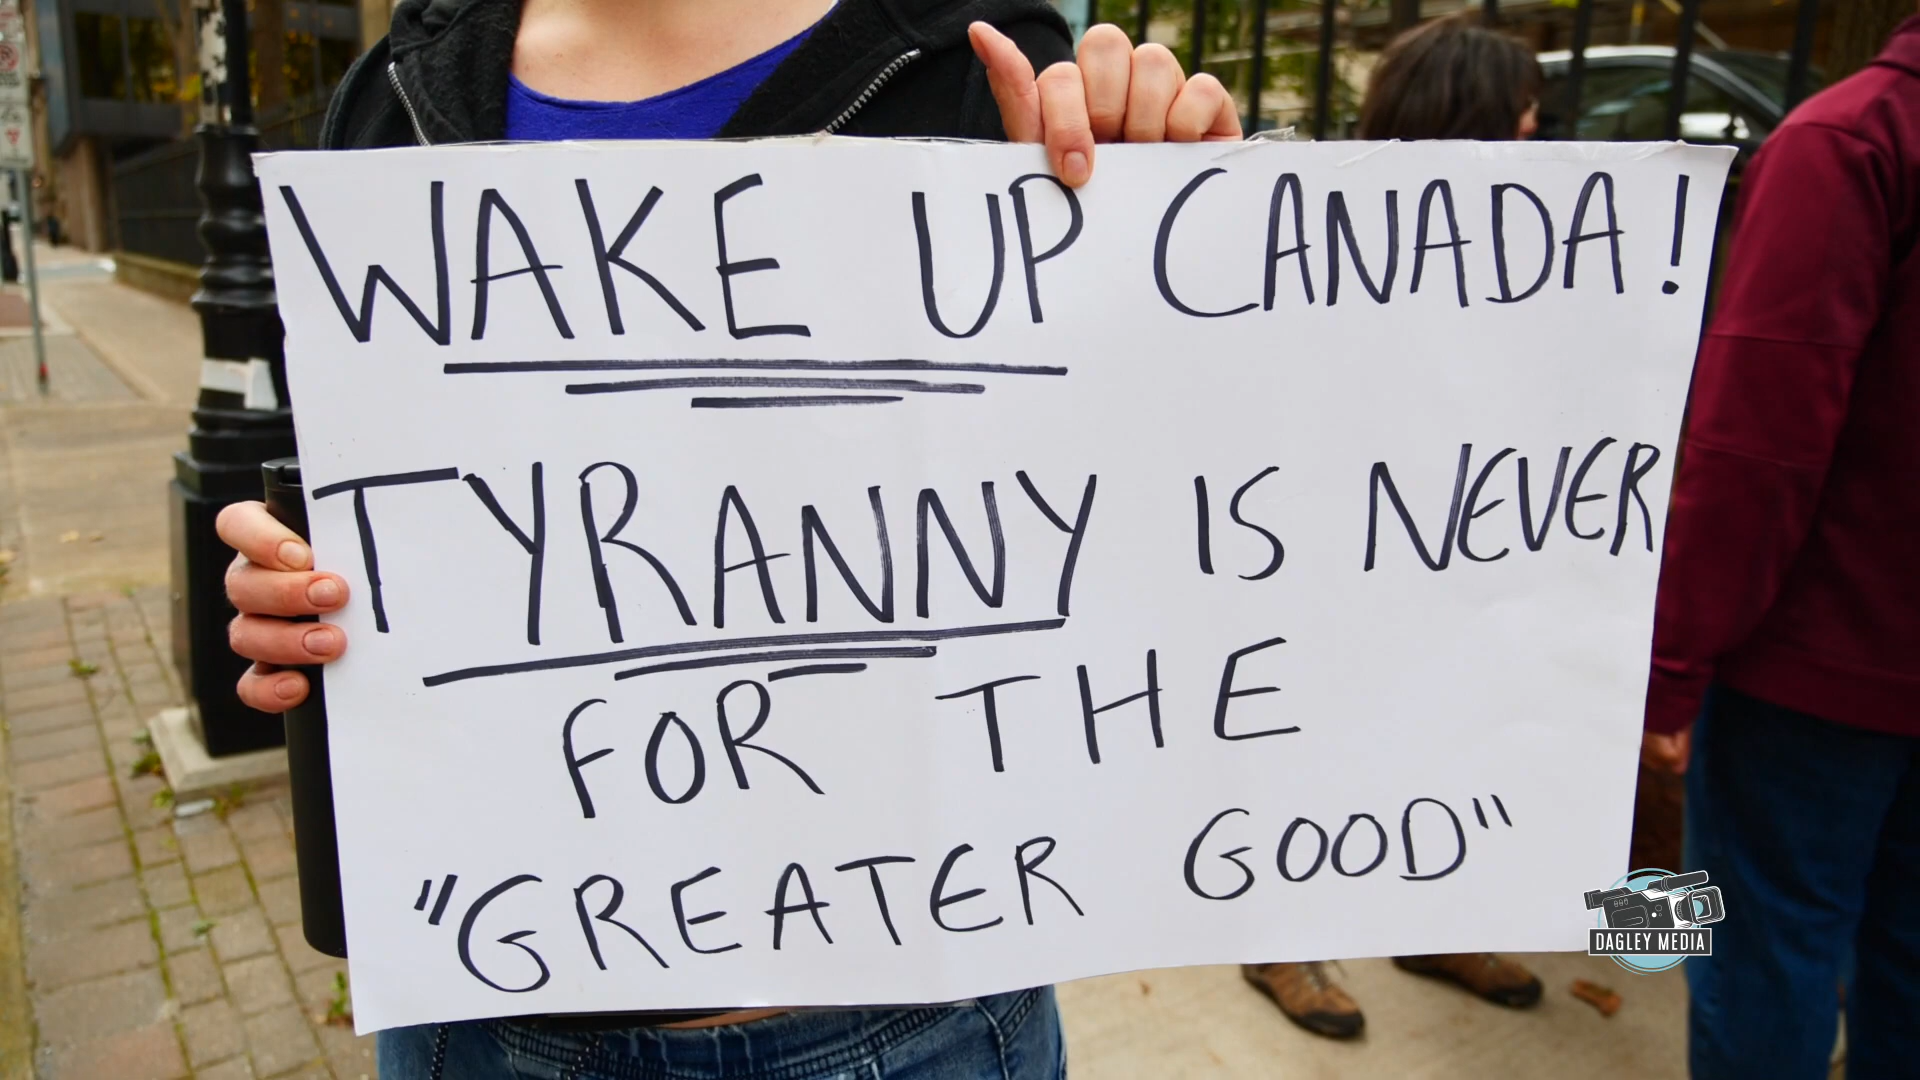 WAKE UP CANADA!
TYRANNY IS NEVER
FOR THE
"GREATER GOOD"
DAGLEY MEDIA